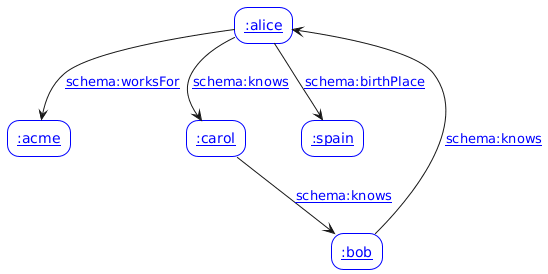 :alice
schema:worksFor
schema:knows
schema:birthPlace
:acme
:carol
:spain
schema:knows
schema:knows
:bob